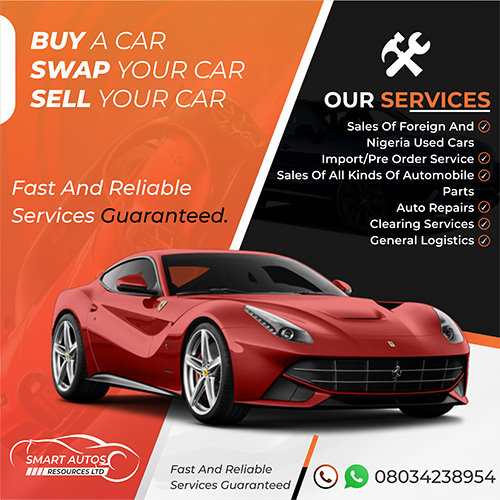 BUY A CAR
SWAP YOUR CAR
SELL YOUR CAR
Fast And Reliable
Services Guaranteed.
OUR SERVICES
Sales Of Foreign And
Nigeria Used Cars
Import/Pre Order Service
Sales Of All Kinds Of Automobile
Parts
Auto Repairs
Clearing Services
General Logistics
SMART AUTOS
RESOURCES LTD
Fast And Reliable
Services Guaranteed
08034238954